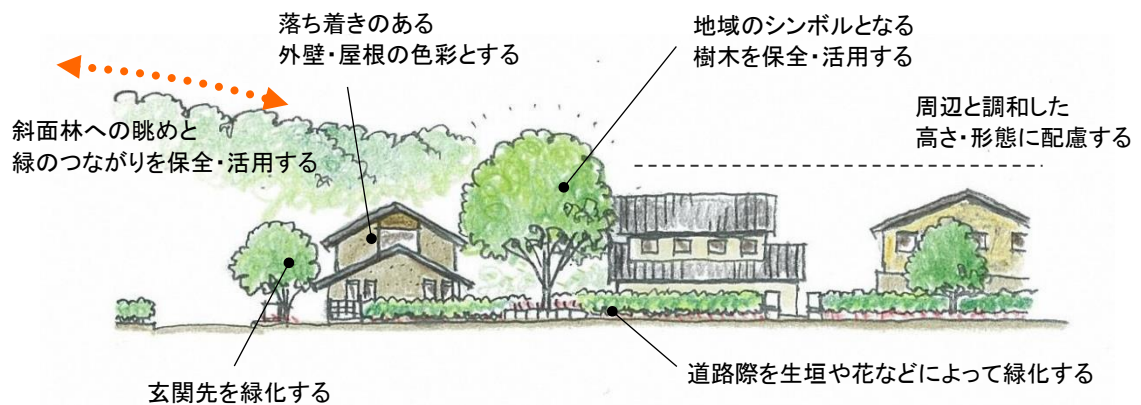 落ち着きのある
外壁・屋根の色彩とする
地域のシンボルとなる
樹木を保全・活用する
周辺と調和した
高さ・形態に配慮する
斜面林への眺めと
緑のつながりを保全・活用する
玄関先を緑化する
道路際を生垣や花などによって緑化する